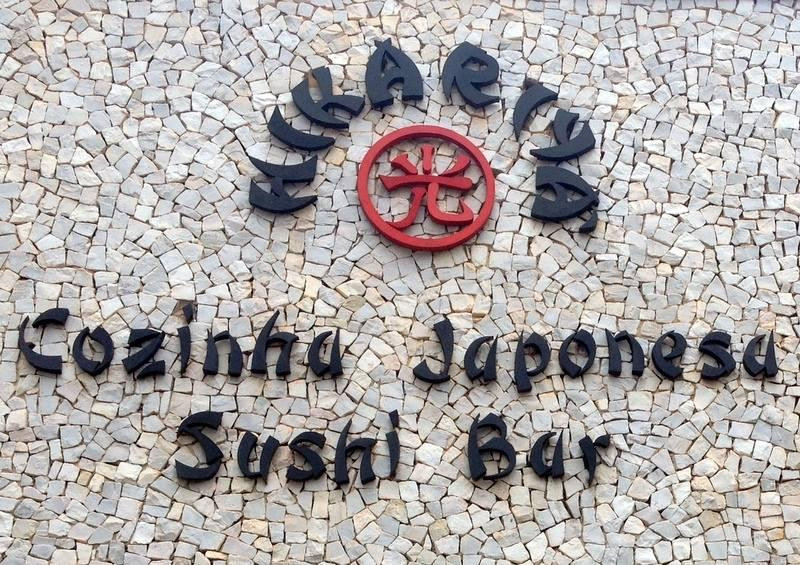 HIKARIYA
光
Cozinha Japonesa
Sushi Bar